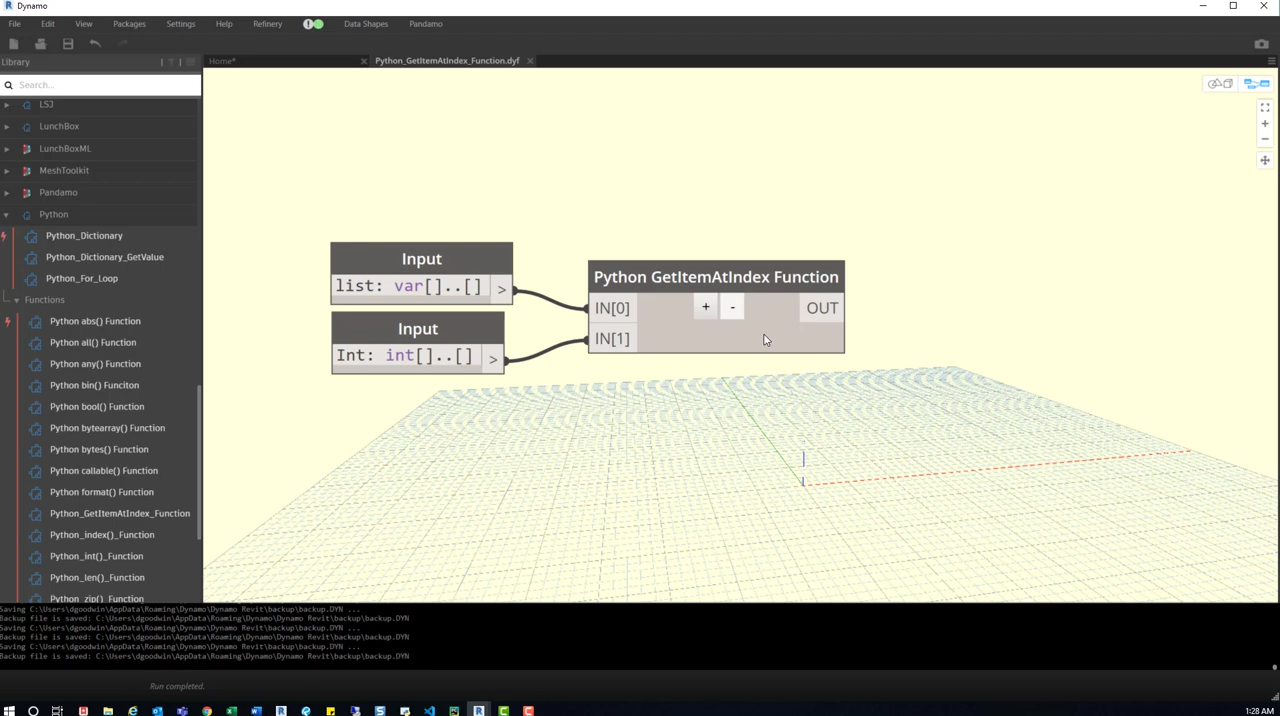 Dynamo
File Edit View Packages Settings Help Refinery Data Shapes Pandamo
Library
Home*
Python_GetItemAtIndex_Function.dyf
Search...
LSJ
LunchBox
LunchBoxML
MeshToolkit
Pandamo
Python
Python_Dictionary
Python_Dictionary_GetValue
Python_For_Loop
Functions
Python abs() Function
Python all() Function
Python any() Function
Python bin() Funciton
Python bool() Function
Python bytearray() Function
Python bytes() Function
Python callable() Function
Python format() Function
Python_GetItemAtIndex_Function
Python_index()_Function
Python_int()_Function
Python_len()_Function
Python_zip()_Function
Input
list: var[]..[] >
Input
Int: int[]..[] >
Python GetItemAtIndex Function
IN[0] + - OUT
IN[1]
Saving C:\Users\dgoodwin\AppData\Roaming\Dynamo\Dynamo Revit\backup\backup.DYN ...
Backup file is saved: C:\Users\dgoodwin\AppData\Roaming\Dynamo\Dynamo Revit\backup\backup.DYN
Saving C:\Users\dgoodwin\AppData\Roaming\Dynamo\Dynamo Revit\backup\backup.DYN ...
Backup file is saved: C:\Users\dgoodwin\AppData\Roaming\Dynamo\Dynamo Revit\backup\backup.DYN
Saving C:\Users\dgoodwin\AppData\Roaming\Dynamo\Dynamo Revit\backup\backup.DYN ...
Backup file is saved: C:\Users\dgoodwin\AppData\Roaming\Dynamo\Dynamo Revit\backup\backup.DYN
Run completed.
1:28 AM